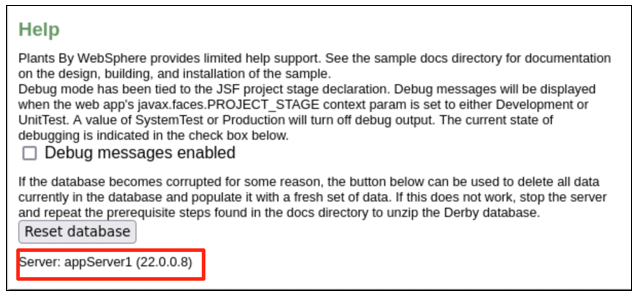 Help
Plants By WebSphere provides limited help support. See the sample docs directory for documentation
on the design, building, and installation of the sample.
Debug mode has been tied to the JSF project stage declaration. Debug messages will be displayed
when the web app's javax.faces.PROJECT_STAGE context param is set to either Development or
UnitTest. A value of SystemTest or Production will turn off debug output. The current state of
debugging is indicated in the check box below.
Debug messages enabled
If the database becomes corrupted for some reason, the button below can be used to delete all data
currently in the database and populate it with a fresh set of data. If this does not work, stop the server
and repeat the prerequisite steps found in the docs directory to unzip the Derby database.
Reset database
Server: appServer1 (22.0.0.8)